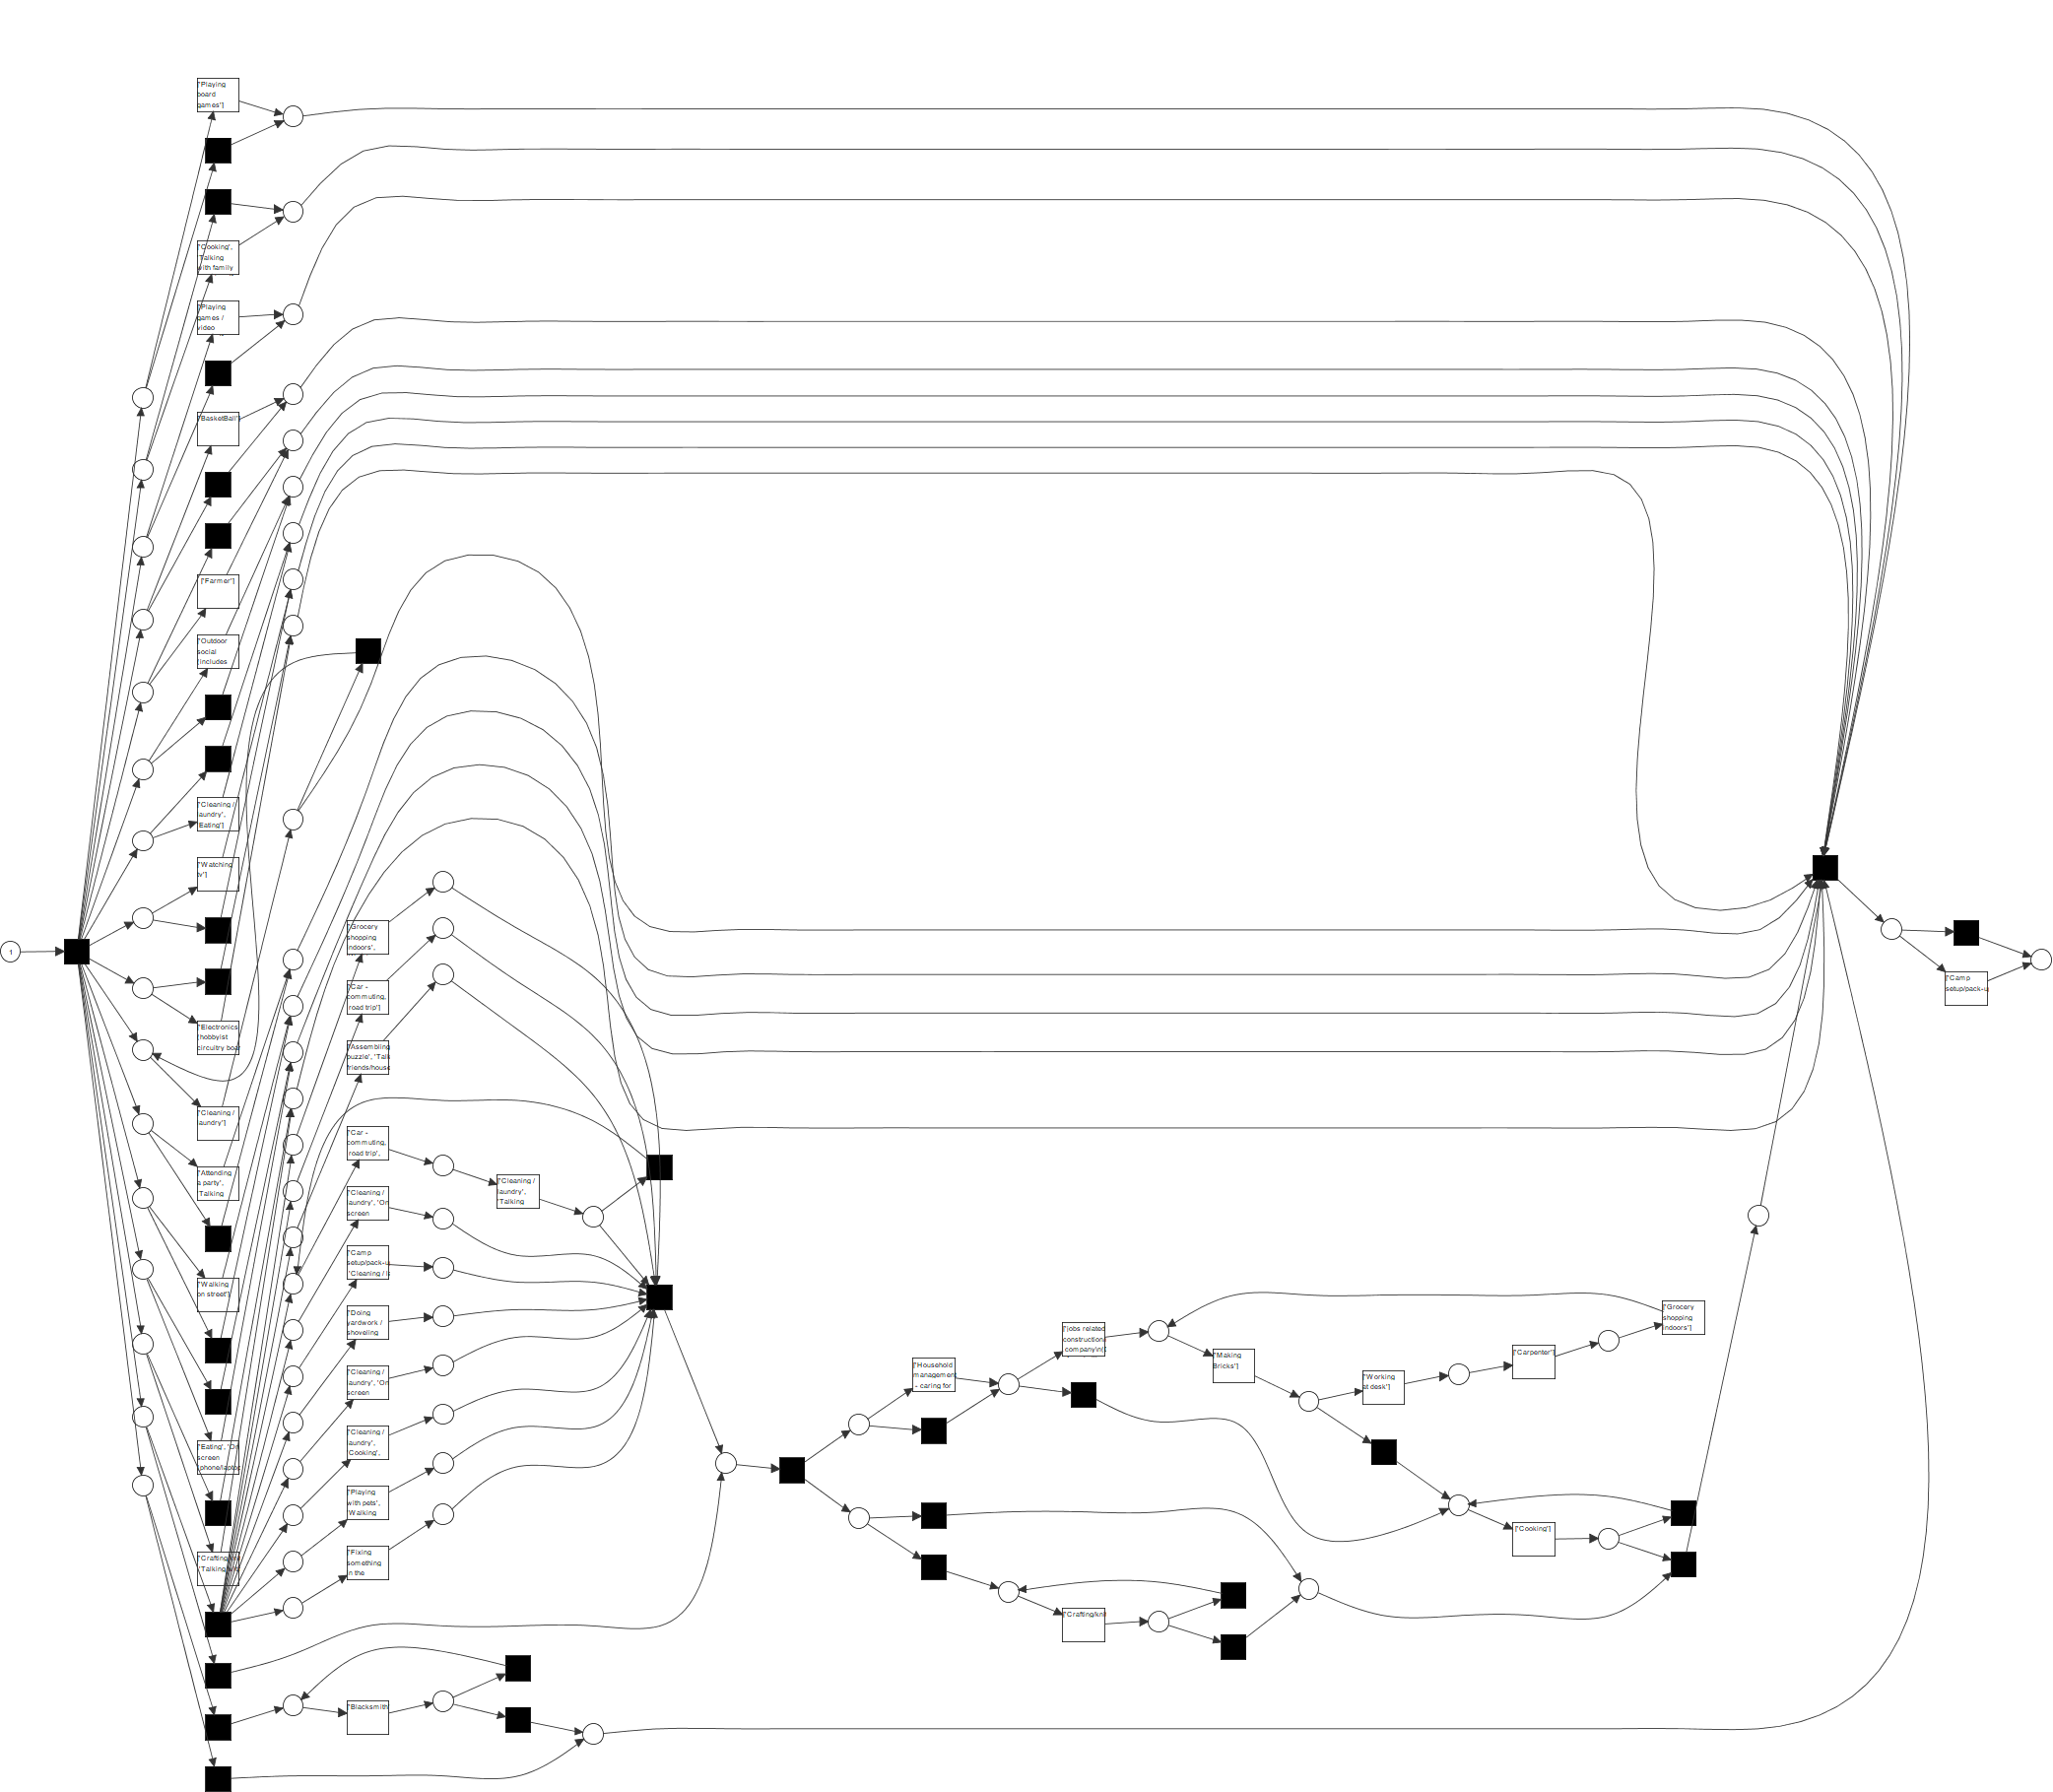 ['Playing
board
games']
['Cooking',
'Talking
with family
['Playing
games /
video
['BasketBall']
['Farmer']
['Outdoor
social
(includes
['Cleaning /
laundry',
'Eating']
['Watching
tv']
['Electronics
(hobbyist
circuitry boar
['Cleaning /
laundry']
['Attending
a party',
'Talking
['Walking
on street']
['Eating', 'On
screen
(phone/laptop
['Crafting/kni
'Talking
1
['Grocery
shopping
indoors',
['Car -
commuting,
road trip']
['Assembling
puzzle', 'Talk
friends/house
['Car -
commuting,
road trip',
['Cleaning /
laundry', 'On
screen
['Camp
setup/pack-u
'Cleaning / la
['Doing
yardwork /
shoveling
['Cleaning /
laundry', 'On
screen
['Cleaning /
laundry',
'Cooking',
['Playing
with pets',
'Walking
['Fixing
something
in the
['Blacksmith
['Cleaning /
laundry',
'Talking
['Household
management
- caring for
['jobs related
construction/
company\n(D
['Making
Bricks']
['Working
at desk']
['Carpenter']
['Grocery
shopping
indoors']
['Cooking']
['Crafting/knit
['Camp
setup/pack-u